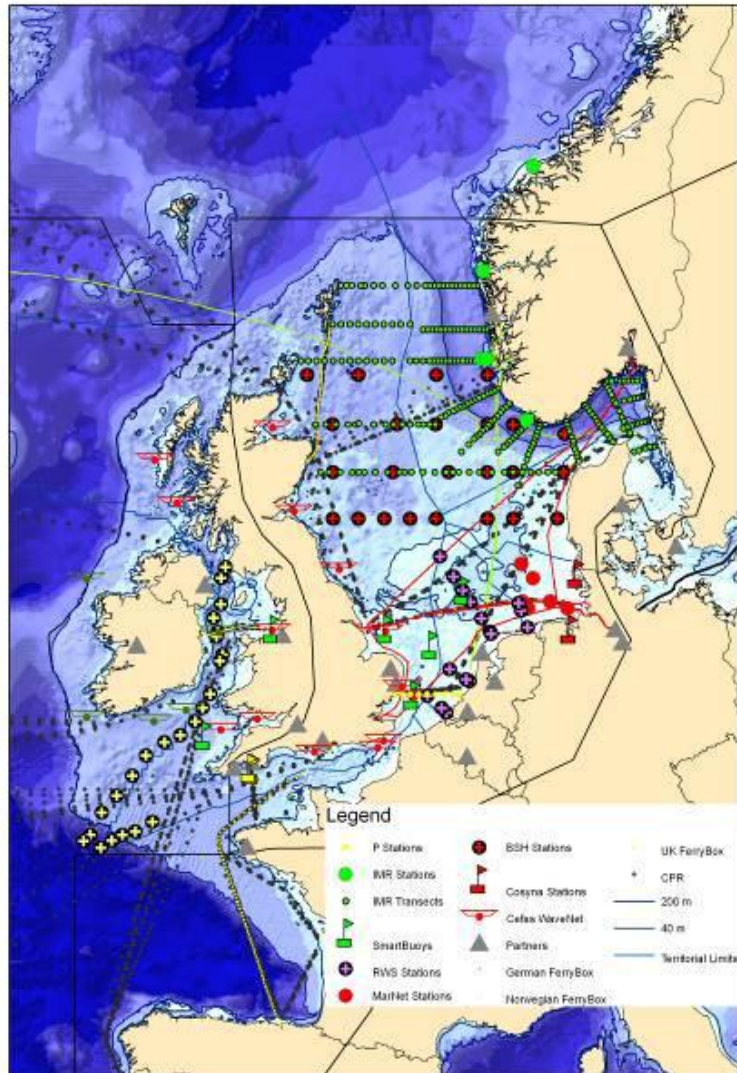 Legend
P Stations
IMR Stations
IMR Transects
SmartBuoys
RWS Stations
MarNet Stations
BSH Stations
Cosyna Stations
Cefas WaveNet
Partners
German FerryBox
Norwegian FerryBox
UK FerryBox
CPR
200 m
40 m
Territorial Limits